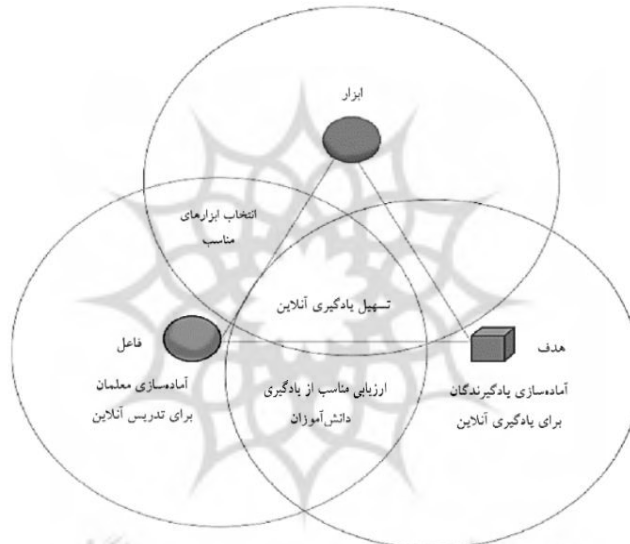 ابزار
انتخاب ابزارهای
مناسب
تسهیل یادگیری آنلاین
فاعل
هدف
آماده‌سازی معلمان
برای تدریس آنلاین
ارزیابی مناسب از یادگیری
دانش‌آموزان
آماده‌سازی یادگیرندگان
برای یادگیری آنلاین